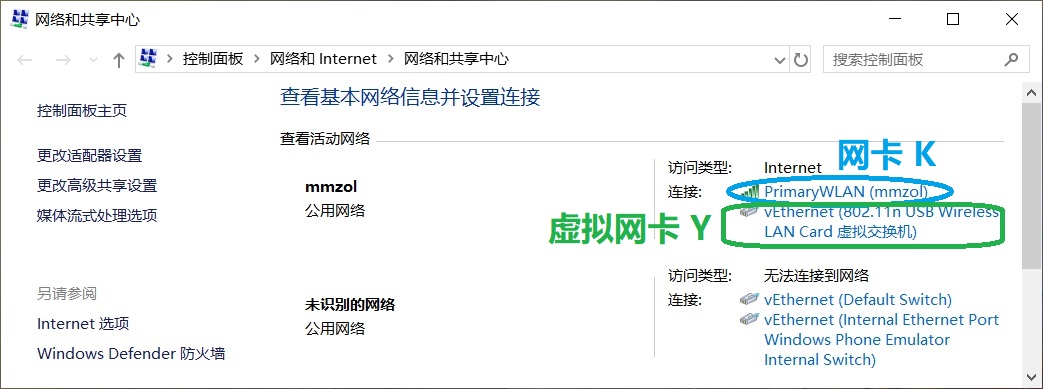 网络和共享中心
控制面板 > 网络和 Internet > 网络和共享中心
搜索控制面板
控制面板主页
更改适配器设置
更改高级共享设置
媒体流式处理选项
另请参阅
Internet 选项
Windows Defender 防火墙
查看基本网络信息并设置连接
查看活动网络
网卡 K
mmzol
公用网络
访问类型: Internet
连接: PrimaryWLAN (mmzol)
虚拟网卡 Y
vEthernet (802.11n USB Wireless
LAN Card 虚拟交换机)
未识别的网络
公用网络
访问类型: 无法连接到网络
连接: vEthernet (Default Switch)
vEthernet (Internal Ethernet Port
Windows Phone Emulator
Internal Switch)